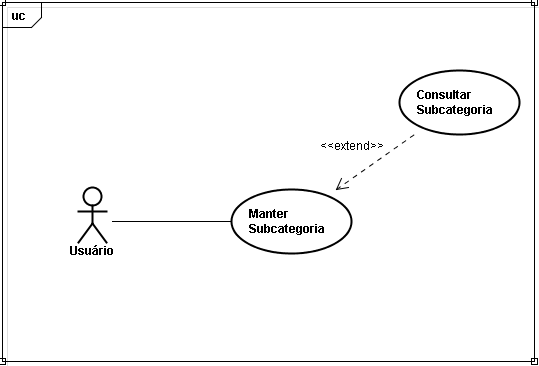 uc
Consultar
Subcategoria
<<extend>>
Manter
Subcategoria
Usuário